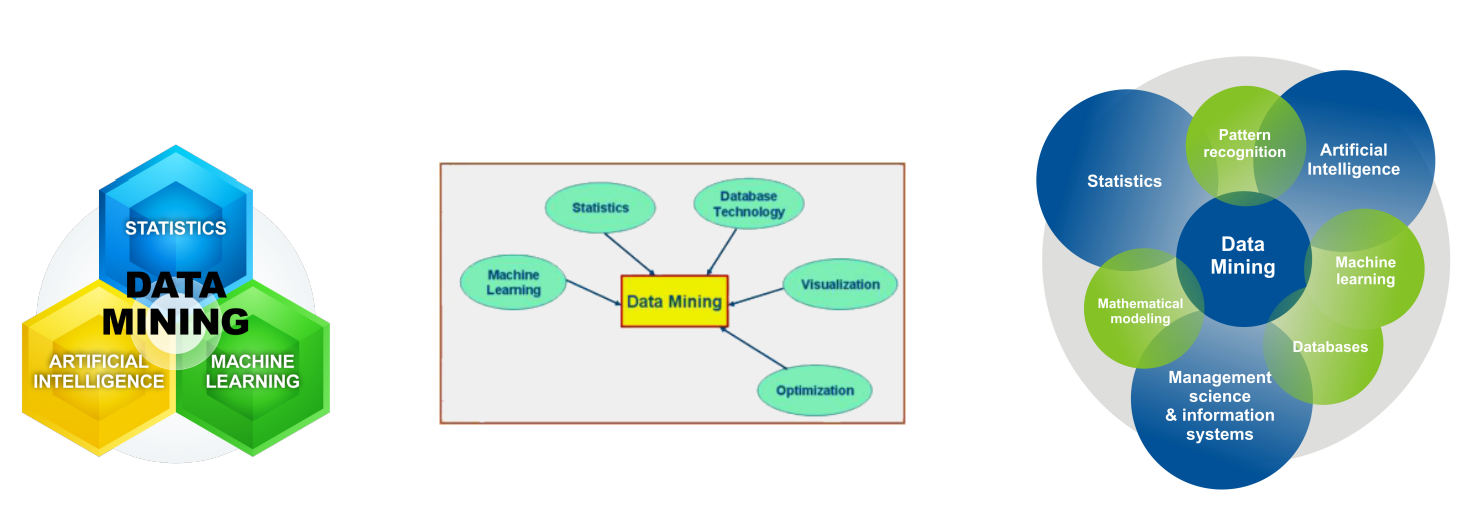 STATISTICS
DATA
MINING
ARTIFICIAL
INTELLIGENCE
MACHINE
LEARNING
Statistics
Database
Technology
Machine
Learning
Visualization
Data Mining
Optimization
Pattern
recognition
Artificial
Intelligence
Statistics
Data
Mining
Machine
learning
Mathematical
modeling
Databases
Management
science
& information
systems